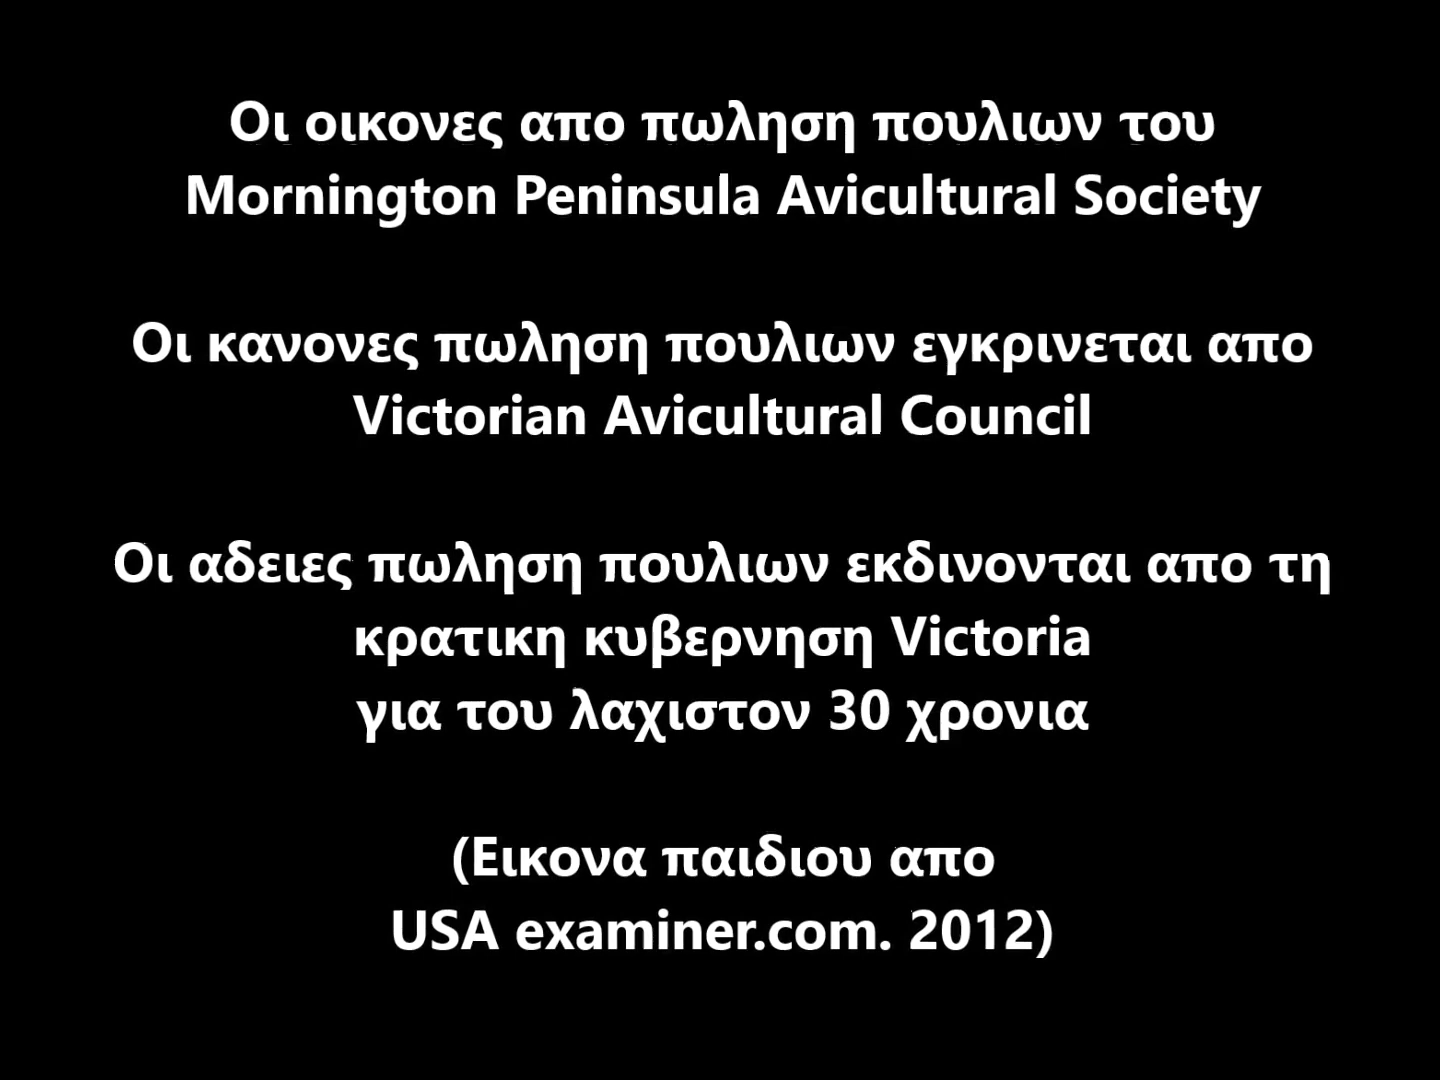 Οι οικονες απο πωληση πουλιων του
Mornington Peninsula Avicultural Society
Οι κανονες πωληση πουλιων εγκρινεται απο
Victorian Avicultural Council
Οι αδειες πωληση πουλιων εκδινονται απο τη
κρατικη κυβερνηση Victoria
για του λαχιστον 30 χρονια
(Εικονα παιδιου απο
USA examiner.com. 2012)